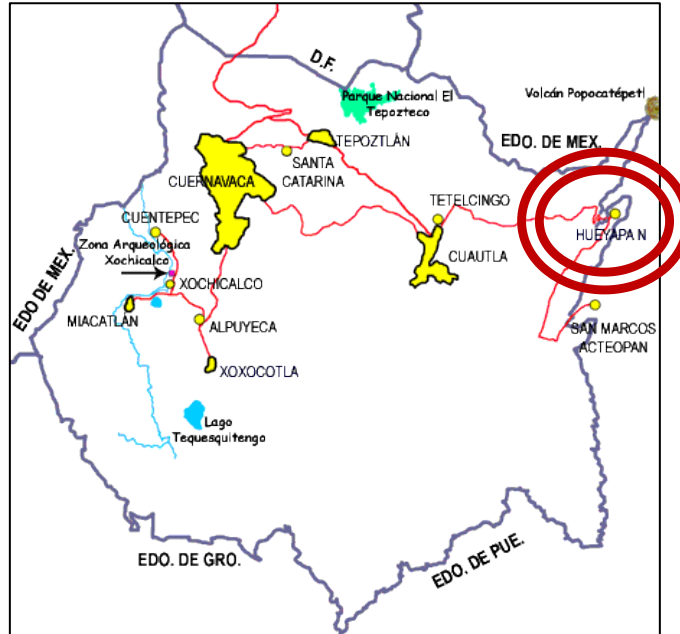 D.F.
Parque Nacional El
Tepozteco
Volcán Popocatépetl
EDO. DE MEX.
TEPOZTLÁN
SANTA
CATARINA
CUERNAVACA
TETELCINGO
CUENTEPEC
HUEYAPA N
Zona Arqueológica
Xochicalco
CUAUTLA
XOCHICALCO
EDO DE MEX.
MIACATLÁN
ALPUYECA
SAN MARCOS
ACTEOPAN
XOXOCOTLA
Lago
Tequesquitengo
EDO. DE GRO.
EDO. DE PUE.